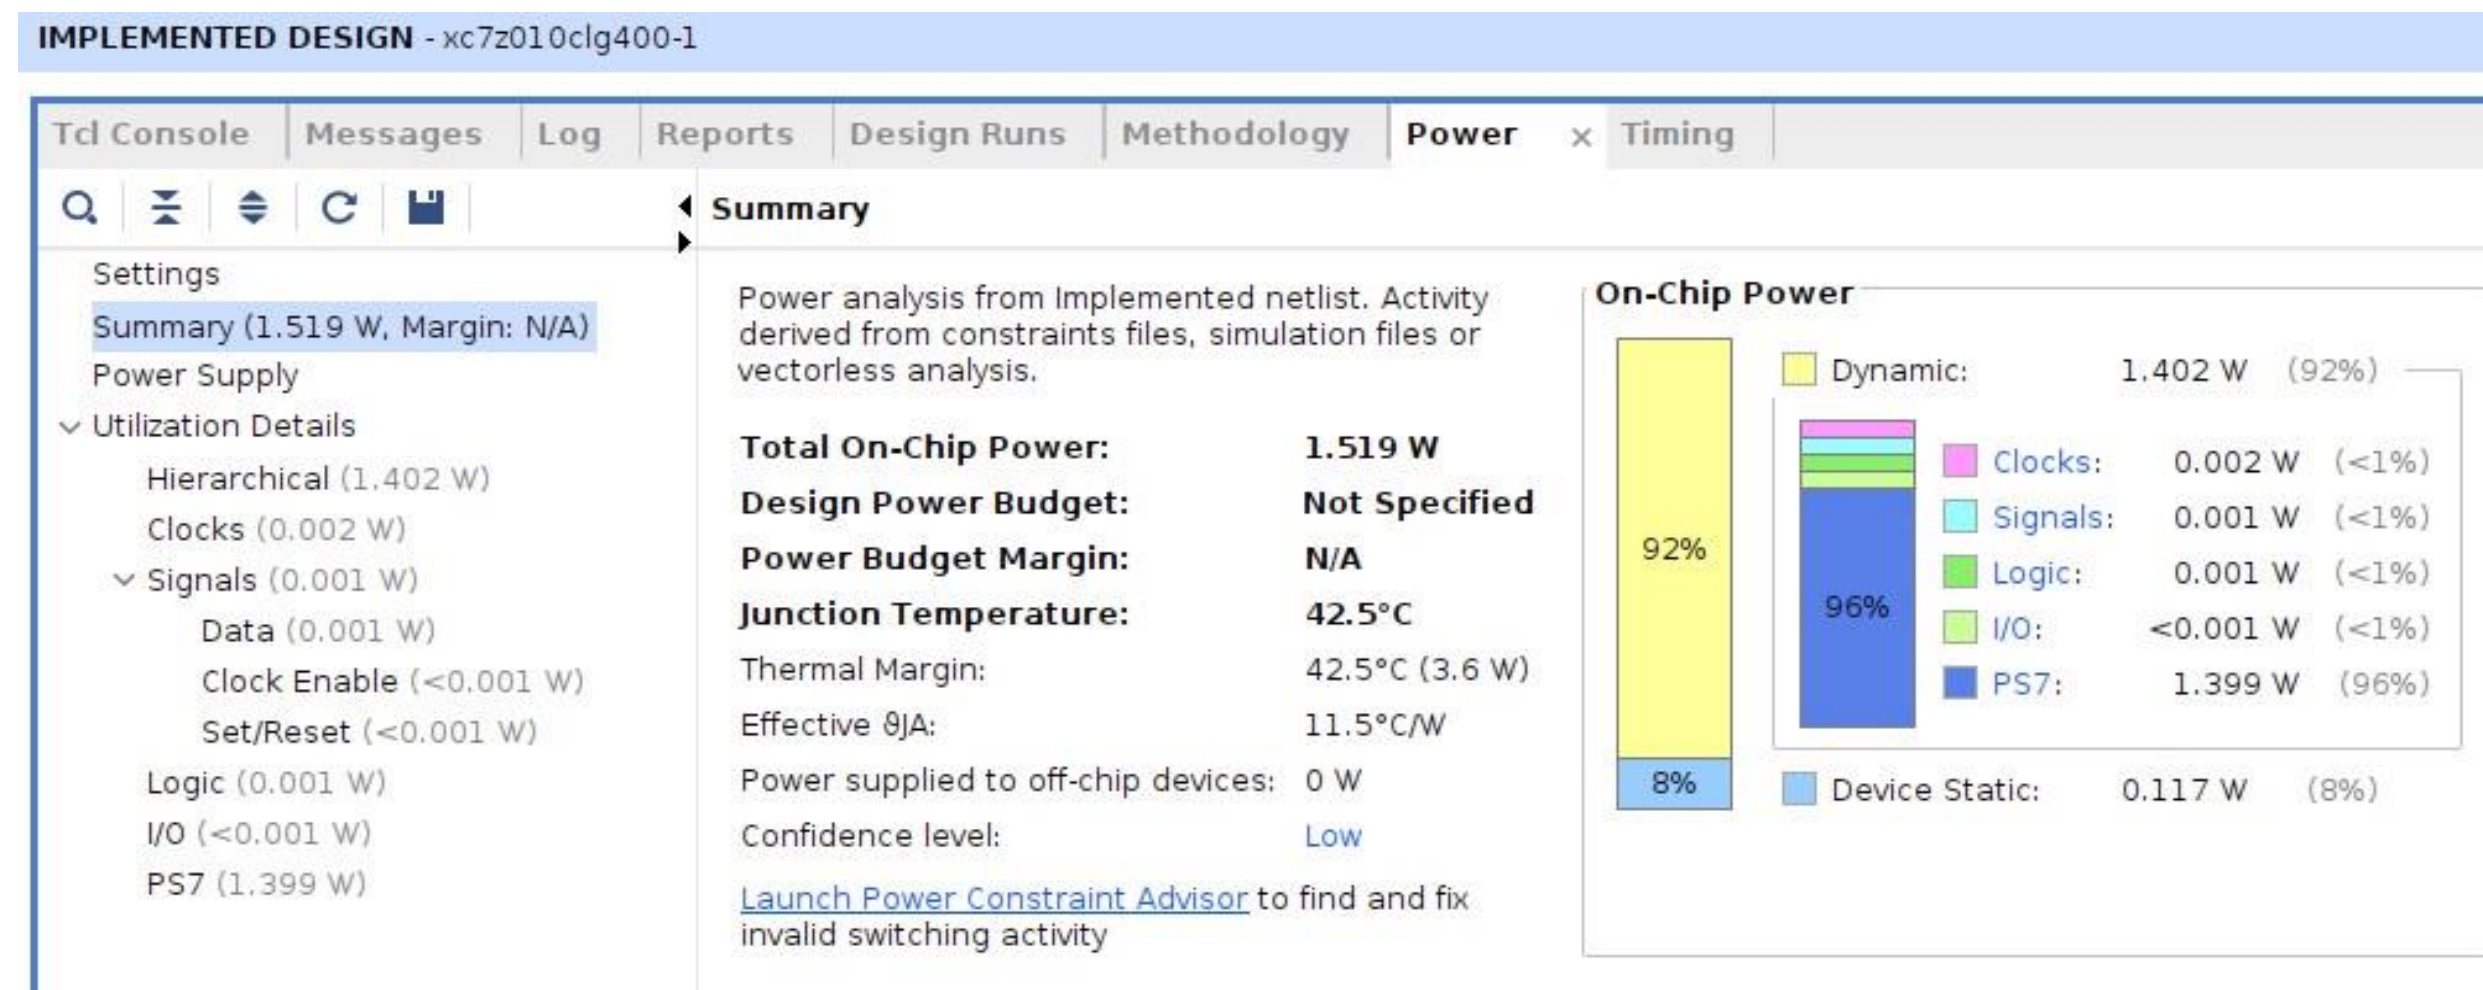 IMPLEMENTED DESIGN - xc7z010clg400-1
Tcl Console Messages Log Reports Design Runs Methodology Power × Timing
Summary
Settings
Summary (1.519 W, Margin: N/A)
Power Supply
Utilization Details
Hierarchical (1.402 W)
Clocks (0.002 W)
Signals (0.001 W)
Data (0.001 W)
Clock Enable (<0.001 W)
Set/Reset (<0.001 W)
Logic (0.001 W)
I/O (<0.001 W)
PS7 (1.399 W)
Power analysis from Implemented netlist. Activity
derived from constraints files, simulation files or
vectorless analysis.
Total On-Chip Power: 1.519 W
Design Power Budget: Not Specified
Power Budget Margin: N/A
Junction Temperature: 42.5°C
Thermal Margin: 42.5°C (3.6 W)
Effective ϑJA: 11.5°C/W
Power supplied to off-chip devices: 0 W
Confidence level: Low
Launch Power Constraint Advisor to find and fix
invalid switching activity
On-Chip Power
92%
8%
Dynamic: 1.402 W (92%)
96%
Clocks: 0.002 W (<1%)
Signals: 0.001 W (<1%)
Logic: 0.001 W (<1%)
I/O: <0.001 W (<1%)
PS7: 1.399 W (96%)
Device Static: 0.117 W (8%)